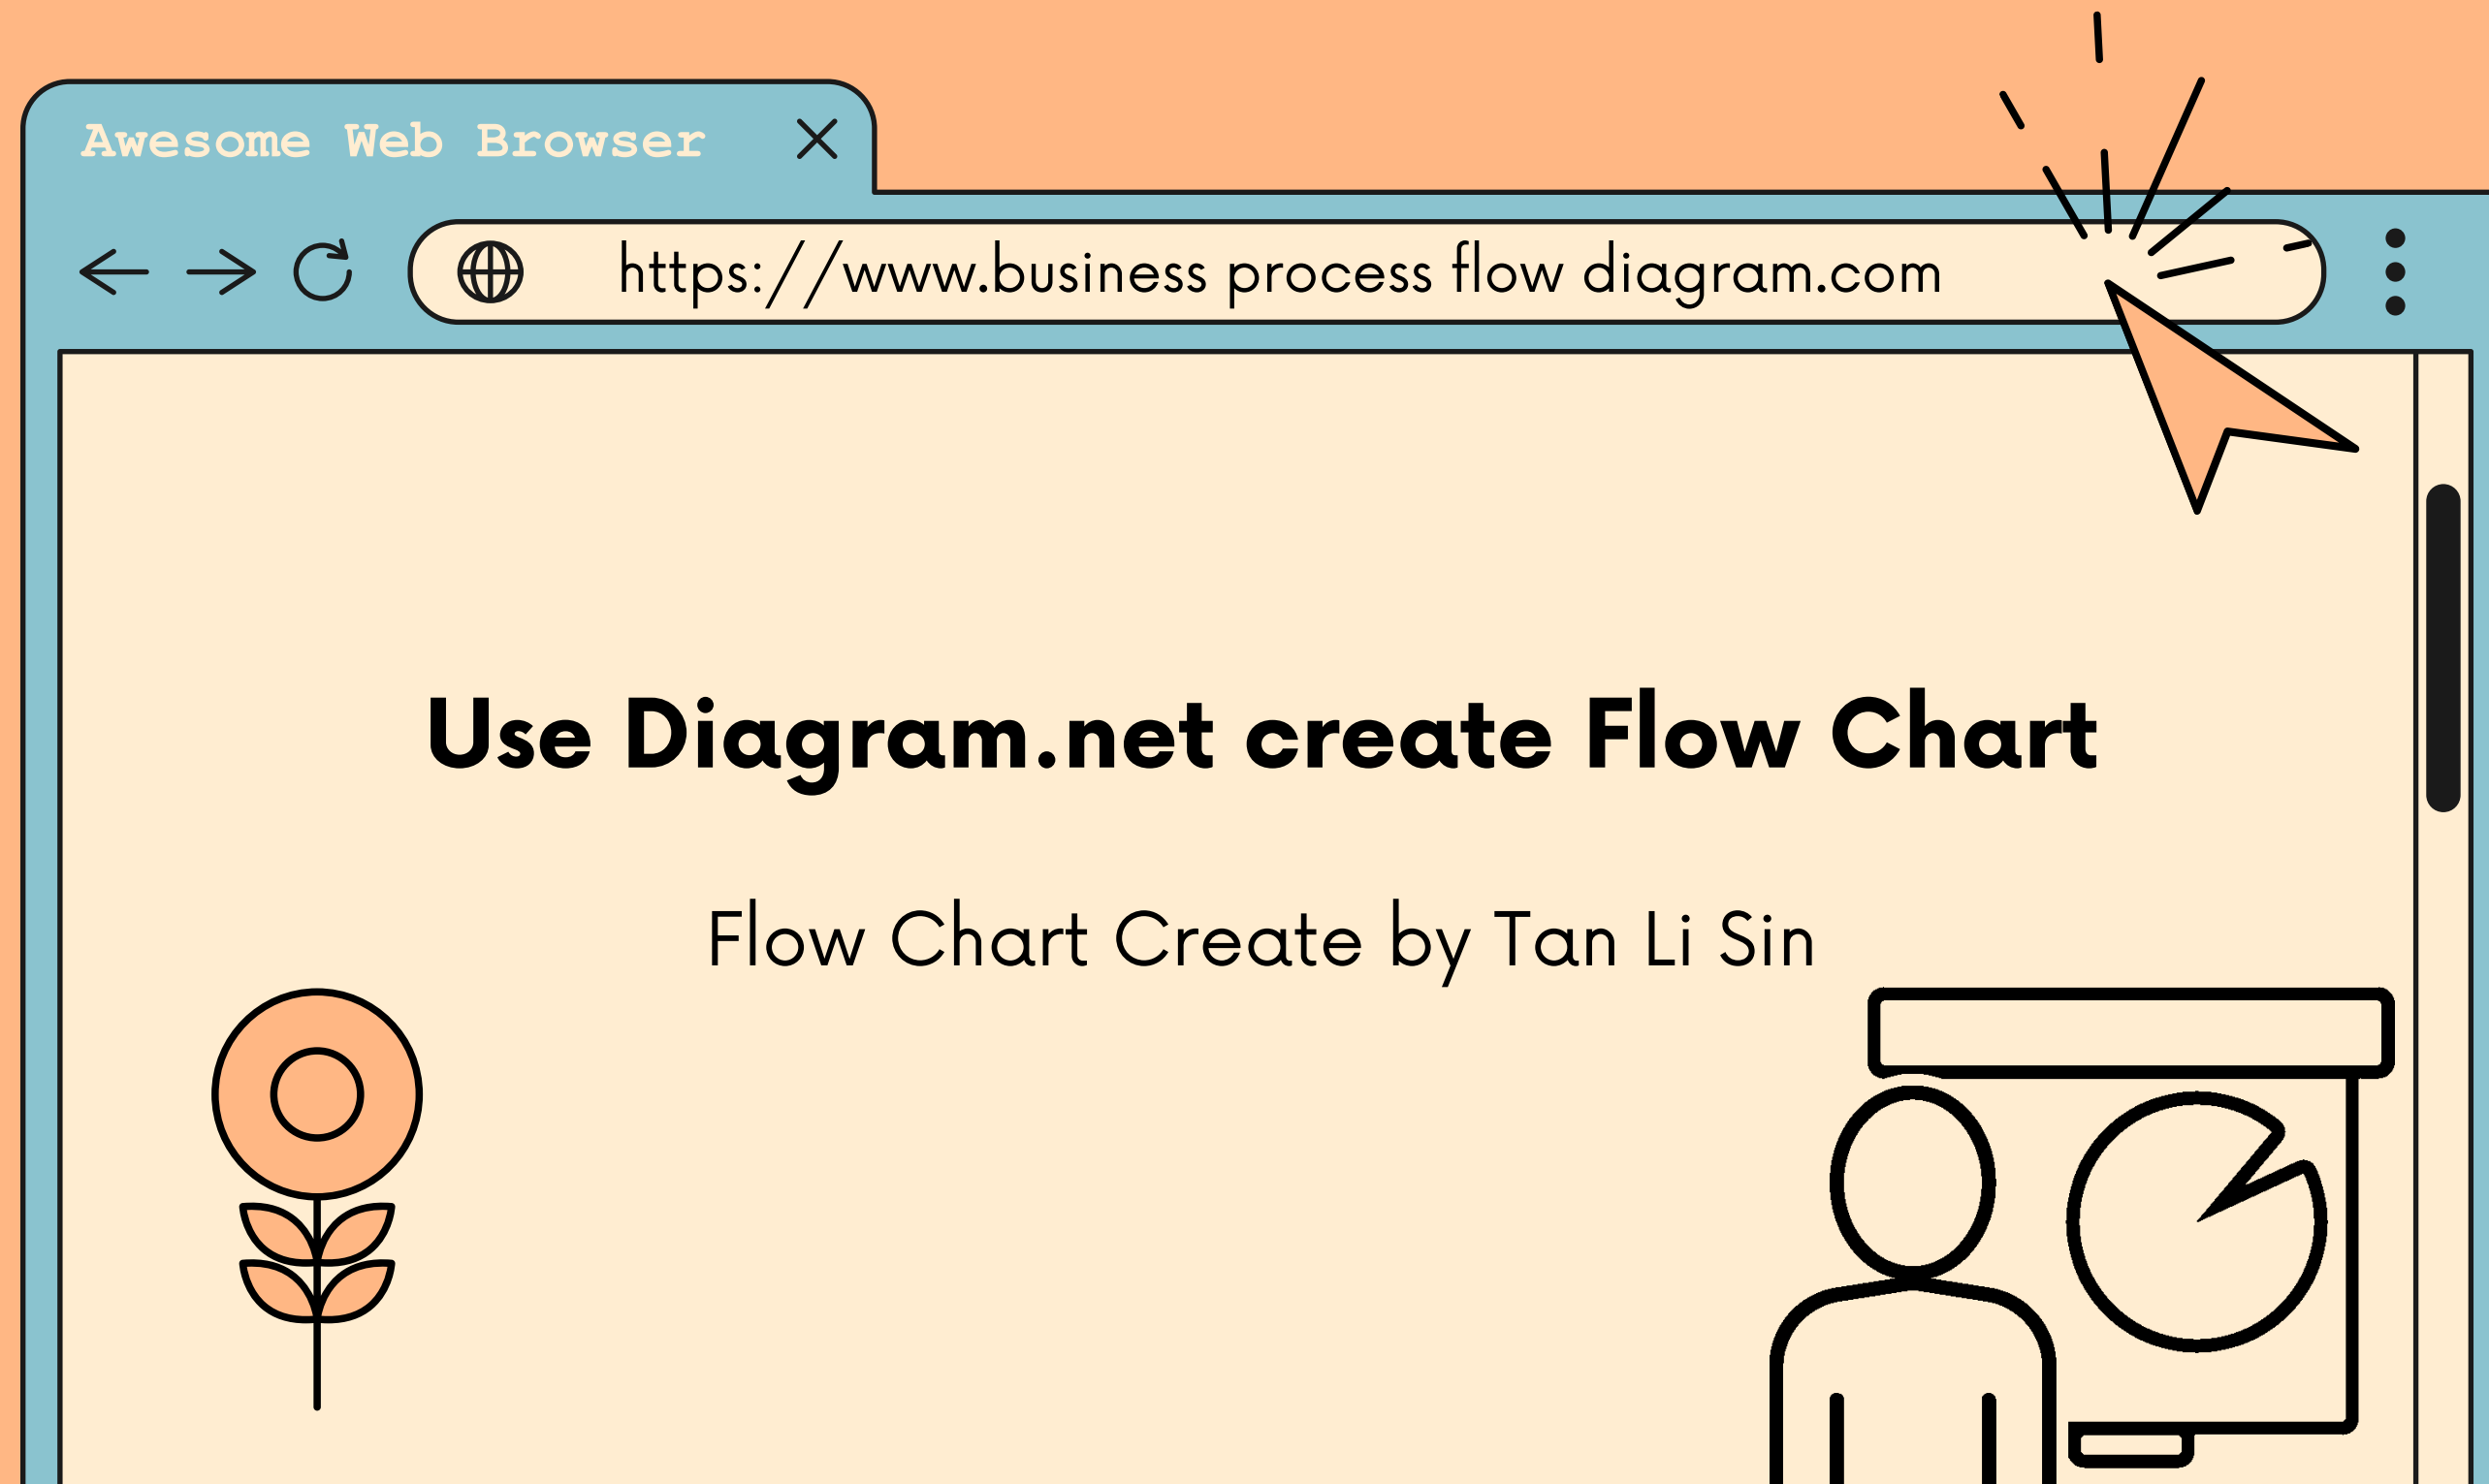 Awesome Web Browser
https://www.business process flow diagram.com
Use Diagram.net create Flow Chart
Flow Chart Create by Tan Li Sin